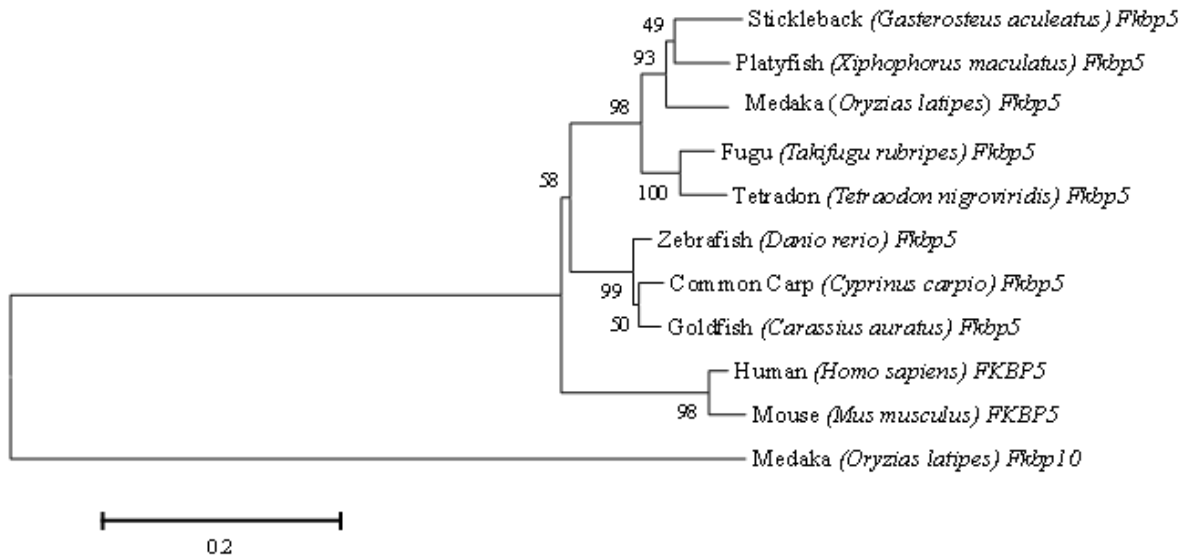 49
Stickleback (Gasterosteus aculeatus) Fkbp5
93
Platyfish (Xiphophorus maculatus) Fkbp5
98
Medaka (Oryzias latipes) Fkbp5
Fugu (Takifugu rubripes) Fkbp5
58
100
Tetradon (Tetraodon nigroviridis) Fkbp5
Zebrafish (Danio rerio) Fkbp5
99
Common Carp (Cyprinus carpio) Fkbp5
50
Goldfish (Carassius auratus) Fkbp5
Human (Homo sapiens) FKBP5
98
Mouse (Mus musculus) FKBP5
Medaka (Oryzias latipes) Fkbp10
0.2